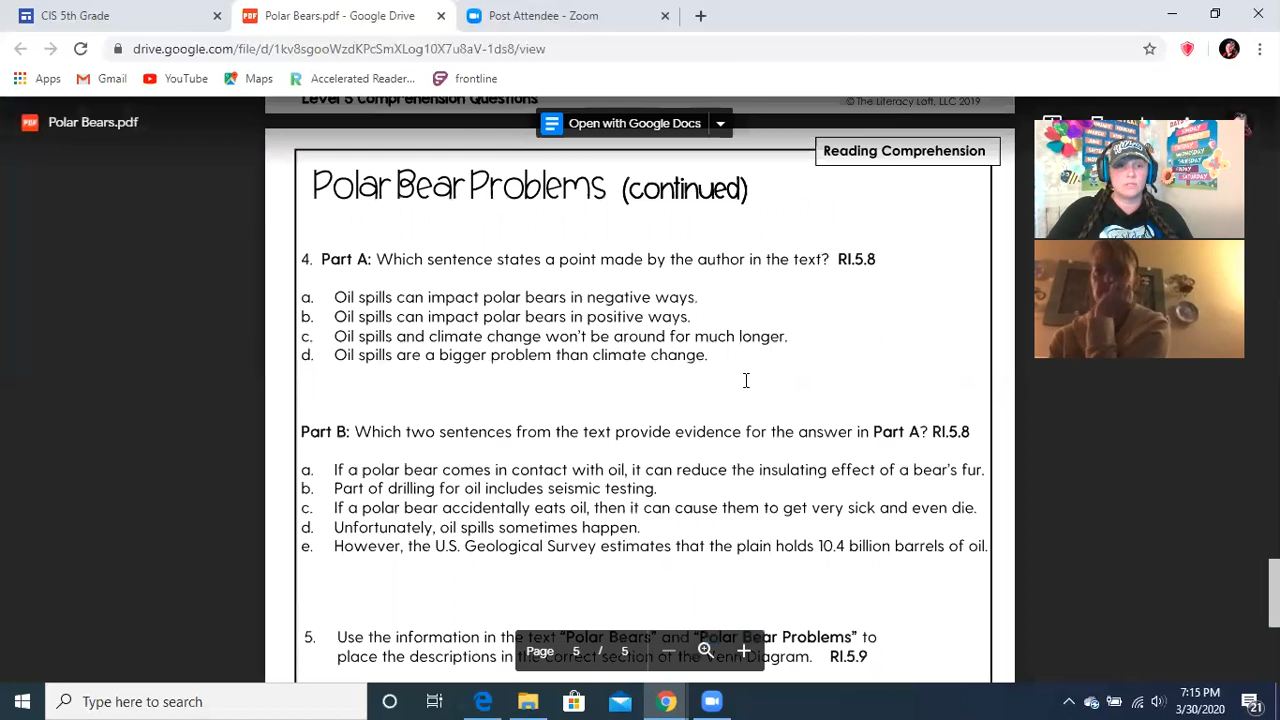 CIS 5th Grade
Polar Bears.pdf - Google Drive
Post Attendee - Zoom
drive.google.com/file/d/1kv8sgooWzdKPcSmXLog10X7u8aV-1ds8/view
Apps
Gmail
YouTube
Maps
Accelerated Reader...
frontline
Level 5 Comprehension Questions
© The Literacy Loft, LLC 2019
PDF
Polar Bears.pdf
Open with Google Docs
Reading Comprehension
Polar Bear Problems (continued)
4. Part A: Which sentence states a point made by the author in the text? RI.5.8
a. Oil spills can impact polar bears in negative ways.
b. Oil spills can impact polar bears in positive ways.
c. Oil spills and climate change won't be around for much longer.
d. Oil spills are a bigger problem than climate change.
Part B: Which two sentences from the text provide evidence for the answer in Part A? RI.5.8
a. If a polar bear comes in contact with oil, it can reduce the insulating effect of a bear's fur.
b. Part of drilling for oil includes seismic testing.
c. If a polar bear accidentally eats oil, then it can cause them to get very sick and even die.
d. Unfortunately, oil spills sometimes happen.
e. However, the U.S. Geological Survey estimates that the plain holds 10.4 billion barrels of oil.
5. Use the information in the text "Polar Bears" and "Polar Bear Problems" to
place the descriptions in the correct section of the Venn Diagram. RI.5.9
Page 5 / 5
Type here to search
7:15 PM
3/30/2020
21